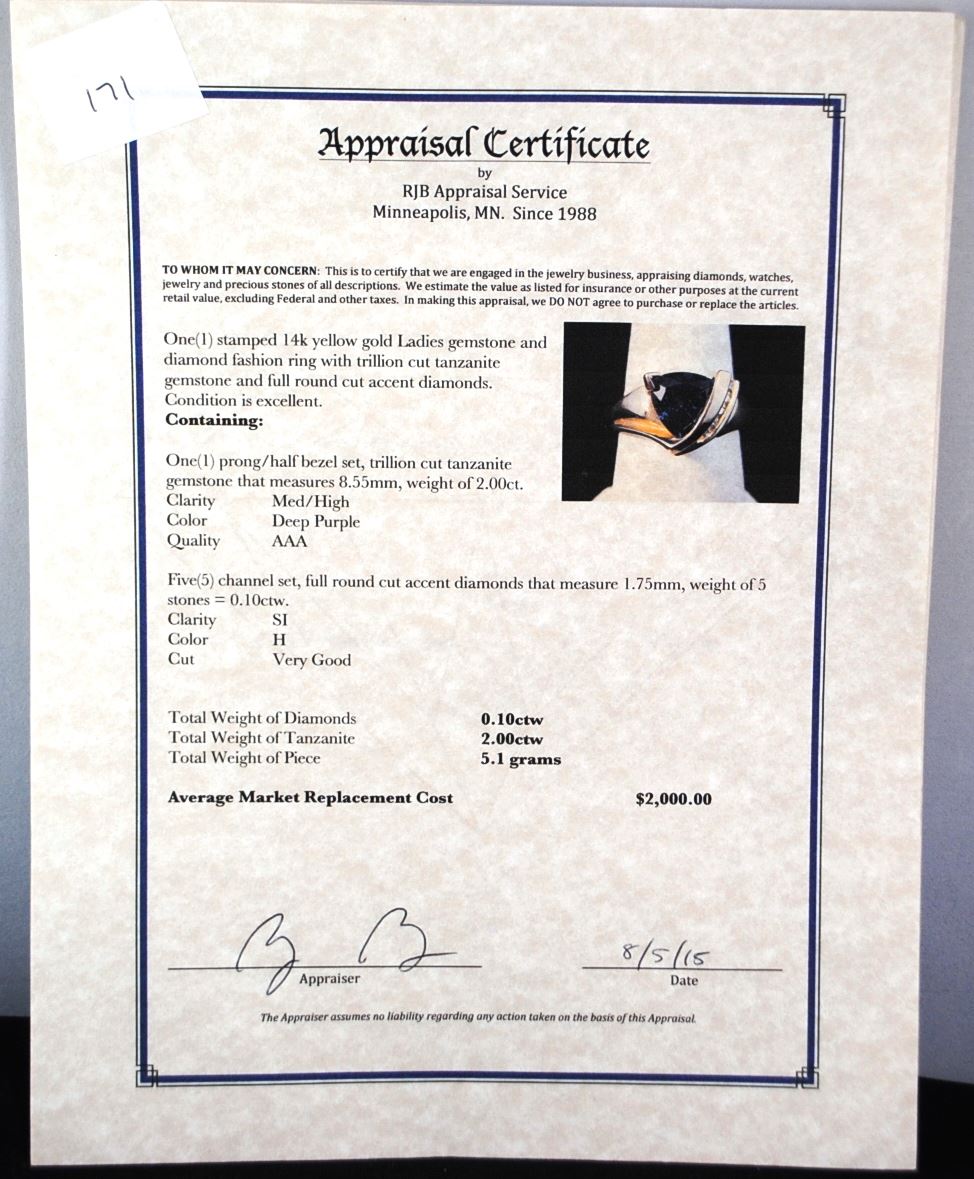 171
Appraisal Certificate
by
RJB Appraisal Service
Minneapolis, MN.  Since 1988
TO WHOM IT MAY CONCERN:  This is to certify that we are engaged in the jewelry business, appraising diamonds, watches,
jewelry and precious stones of all descriptions.  We estimate the value as listed for insurance or other purposes at the current
retail value, excluding Federal and other taxes.  In making this appraisal, we DO NOT agree to purchase or replace the articles.
One(1) stamped 14k yellow gold Ladies gemstone and
diamond fashion ring with trillion cut tanzanite
gemstone and full round cut accent diamonds.
Condition is excellent.
Containing:
One(1) prong/half bezel set, trillion cut tanzanite
gemstone that measures 8.55mm, weight of 2.00ct.
Clarity Med/High
Color Deep Purple
Quality AAA
Five(5) channel set, full round cut accent diamonds that measure 1.75mm, weight of 5
stones = 0.10ctw.
Clarity SI
Color H
Cut Very Good
Total Weight of Diamonds 0.10ctw
Total Weight of Tanzanite 2.00ctw
Total Weight of Piece 5.1 grams
Average Market Replacement Cost $2,000.00
8/5/15
Appraiser Date
The Appraiser assumes no liability regarding any action taken on the basis of this Appraisal.